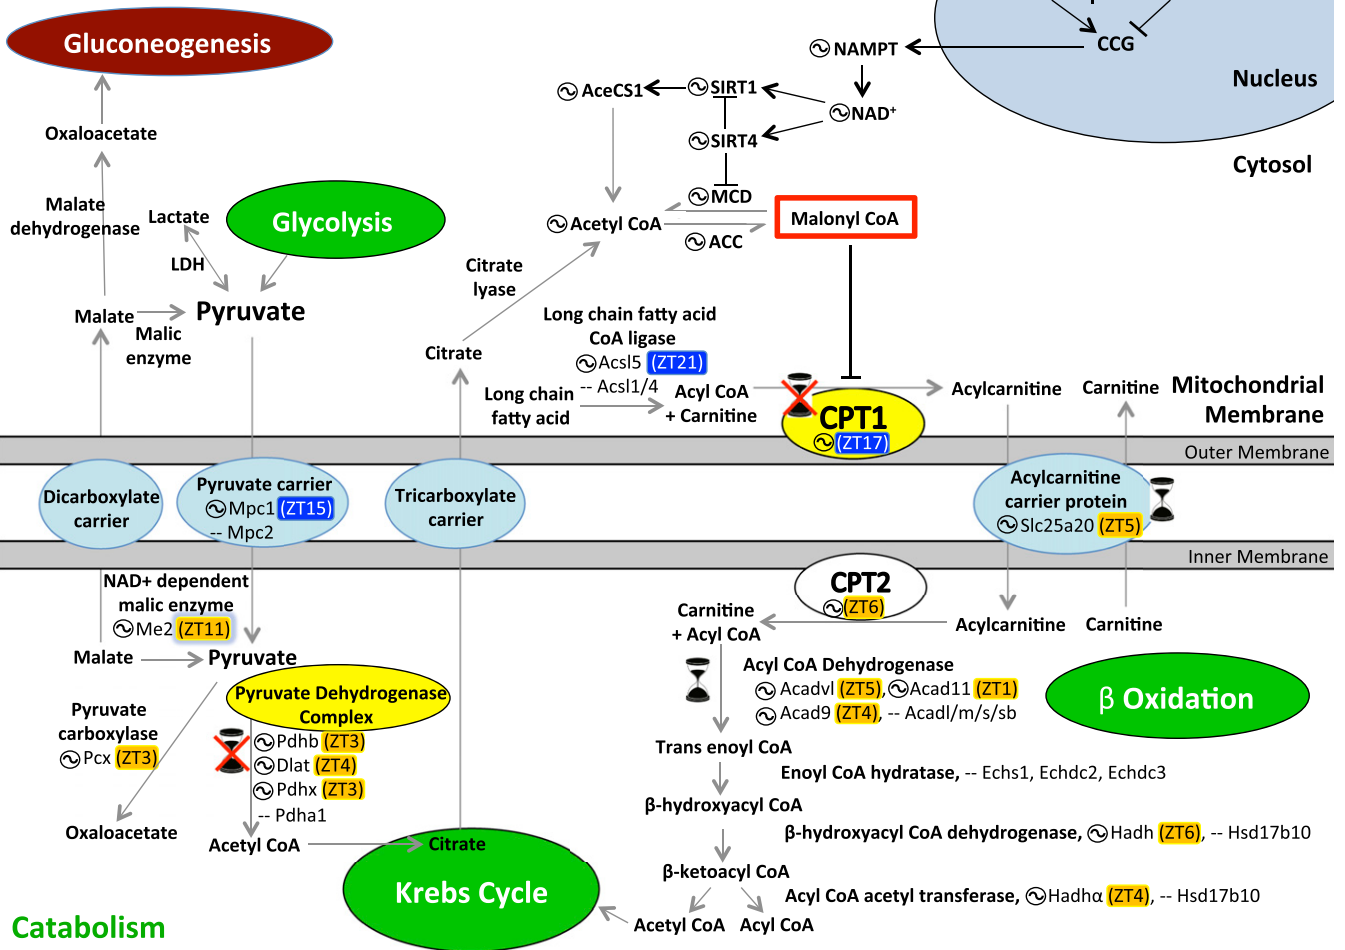 Gluconeogenesis
Oxaloacetate
Malate
dehydrogenase
Lactate
LDH
Glycolysis
Malate
Malic
enzyme
Pyruvate
NAMPT
CCG
Nucleus
Cytosol
AceCS1
SIRT1
NAD+
SIRT4
MCD
Acetyl CoA
ACC
Malonyl CoA
Citrate
lyase
Citrate
Long chain fatty acid
CoA ligase
Acsl5 (ZT21)
-- Acsl1/4
Long chain
fatty acid
Acyl CoA
+ Carnitine
CPT1
(ZT17)
Acylcarnitine
Carnitine
Mitochondrial
Membrane
Outer Membrane
Dicarboxylate
carrier
Pyruvate carrier
Mpc1 (ZT15)
-- Mpc2
Tricarboxylate
carrier
Acylcarnitine
carrier protein
Slc25a20 (ZT5)
Inner Membrane
NAD+ dependent
malic enzyme
Me2 (ZT11)
Malate
Pyruvate
CPT2
(ZT6)
Carnitine
+ Acyl CoA
Acylcarnitine
Carnitine
Pyruvate Dehydrogenase
Complex
Pdhb (ZT3)
Dlat (ZT4)
Pdhx (ZT3)
-- Pdha1
Pyruvate
carboxylase
Pcx (ZT3)
Oxaloacetate
Acetyl CoA
Citrate
Krebs Cycle
Acyl CoA Dehydrogenase
Acadvl (ZT5), Acad11 (ZT1)
Acad9 (ZT4), -- Acadl/m/s/sb
β Oxidation
Trans enoyl CoA
Enoyl CoA hydratase, -- Echs1, Echdc2, Echdc3
β-hydroxyacyl CoA
β-hydroxyacyl CoA dehydrogenase, Hadh (ZT6), -- Hsd17b10
β-ketoacyl CoA
Acyl CoA acetyl transferase, Hadhα (ZT4), -- Hsd17b10
Acetyl CoA
Acyl CoA
Catabolism